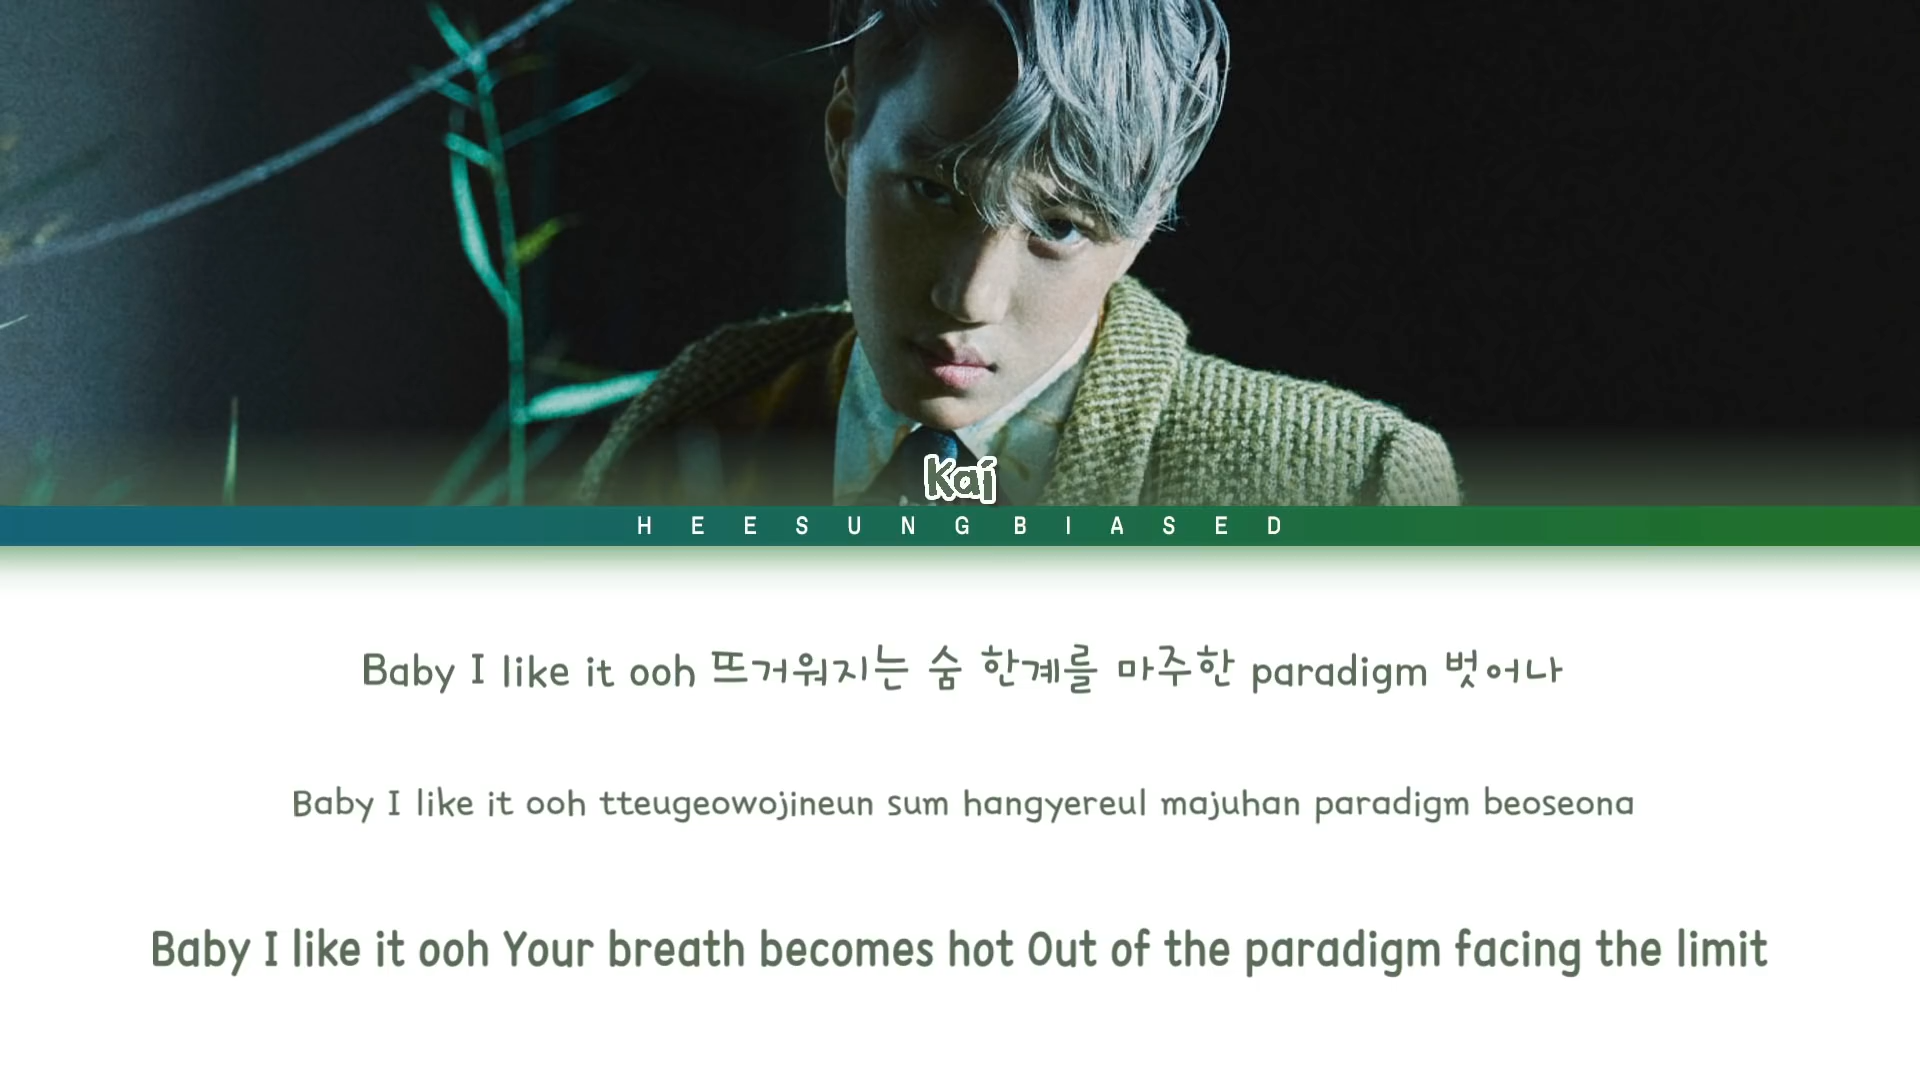 Kai
HEESUNGBIASED
Baby I like it ooh 뜨거워지는 숨 한계를 마주한 paradigm 벗어나
Baby I like it ooh tteugeowojineun sum hangyereul majuhan paradigm beoseona
Baby I like it ooh Your breath becomes hot Out of the paradigm facing the limit